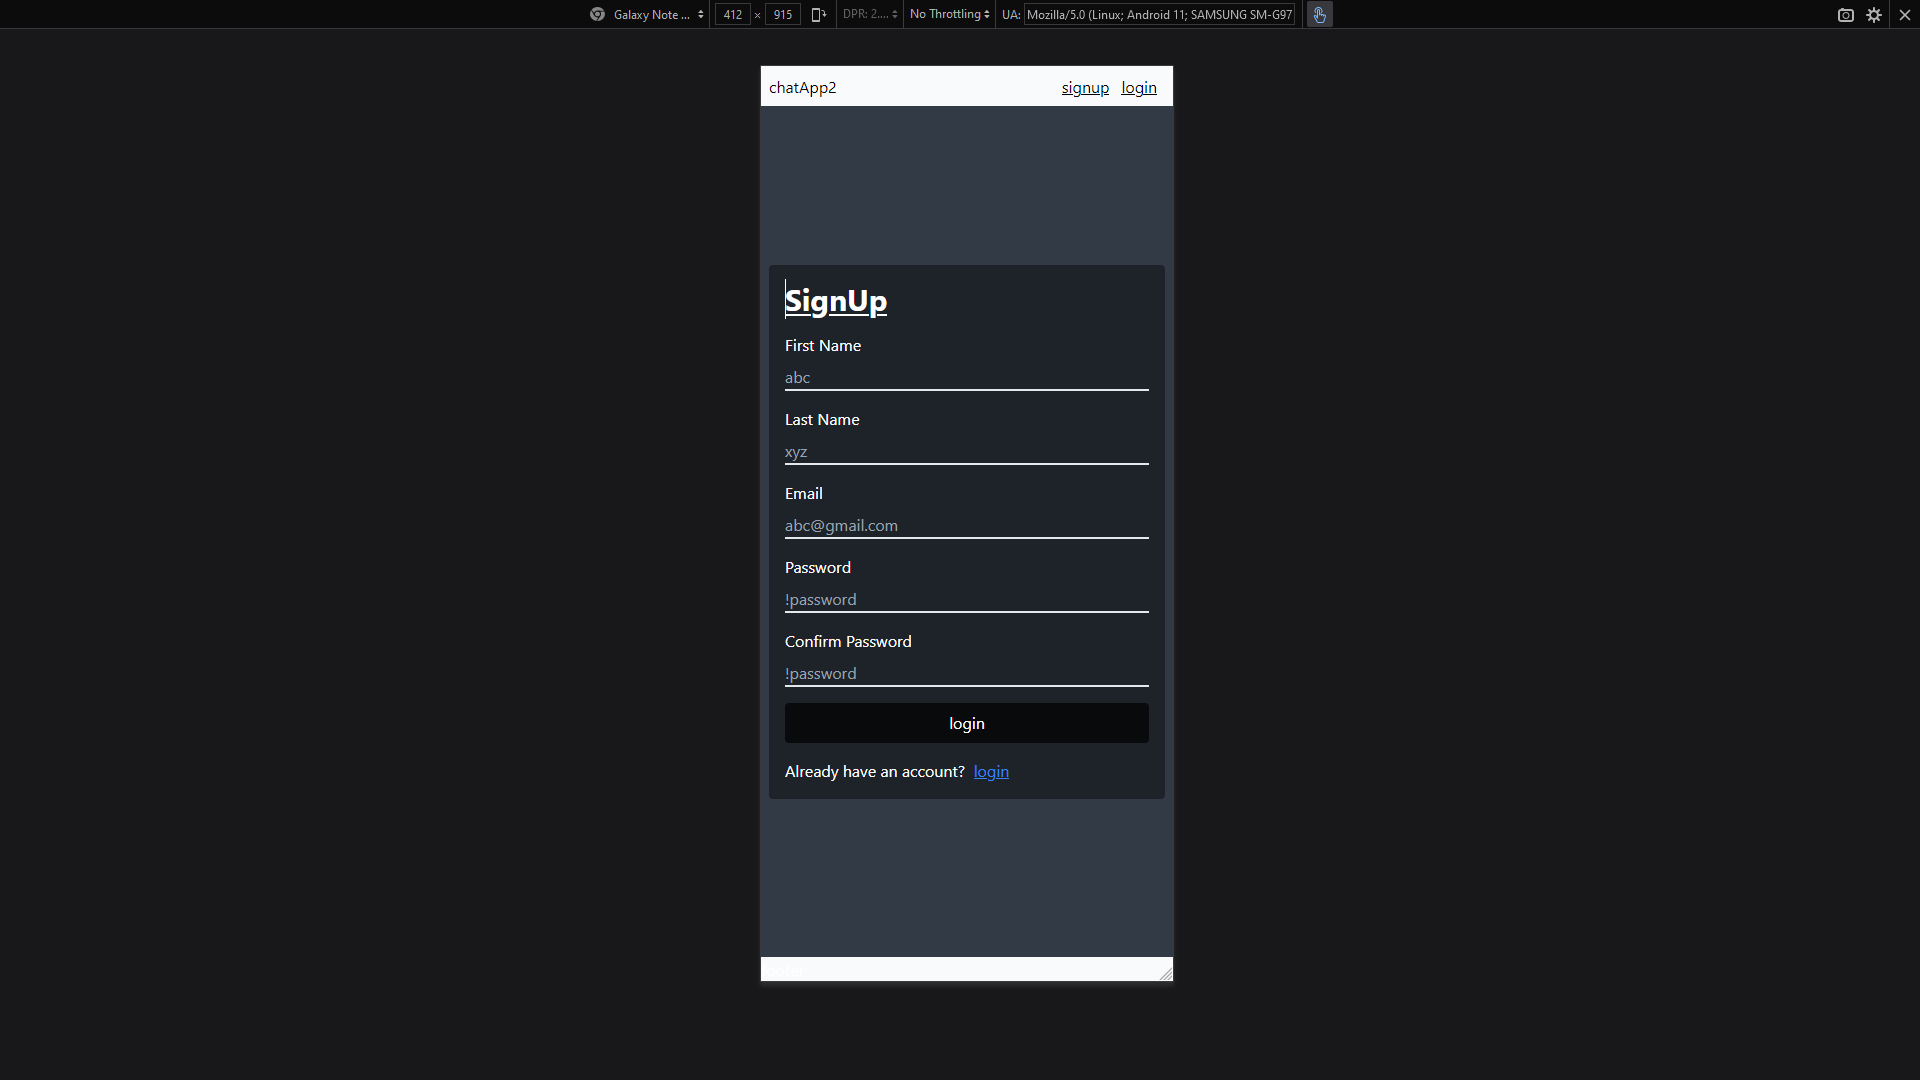 Galaxy Note ... 412 × 915 DPR: 2.... No Throttling UA: Mozilla/5.0 (Linux; Android 11; SAMSUNG SM-G97
chatApp2 signup login
SignUp
First Name
abc
Last Name
xyz
Email
abc@gmail.com
Password
!password
Confirm Password
!password
login
Already have an account? login